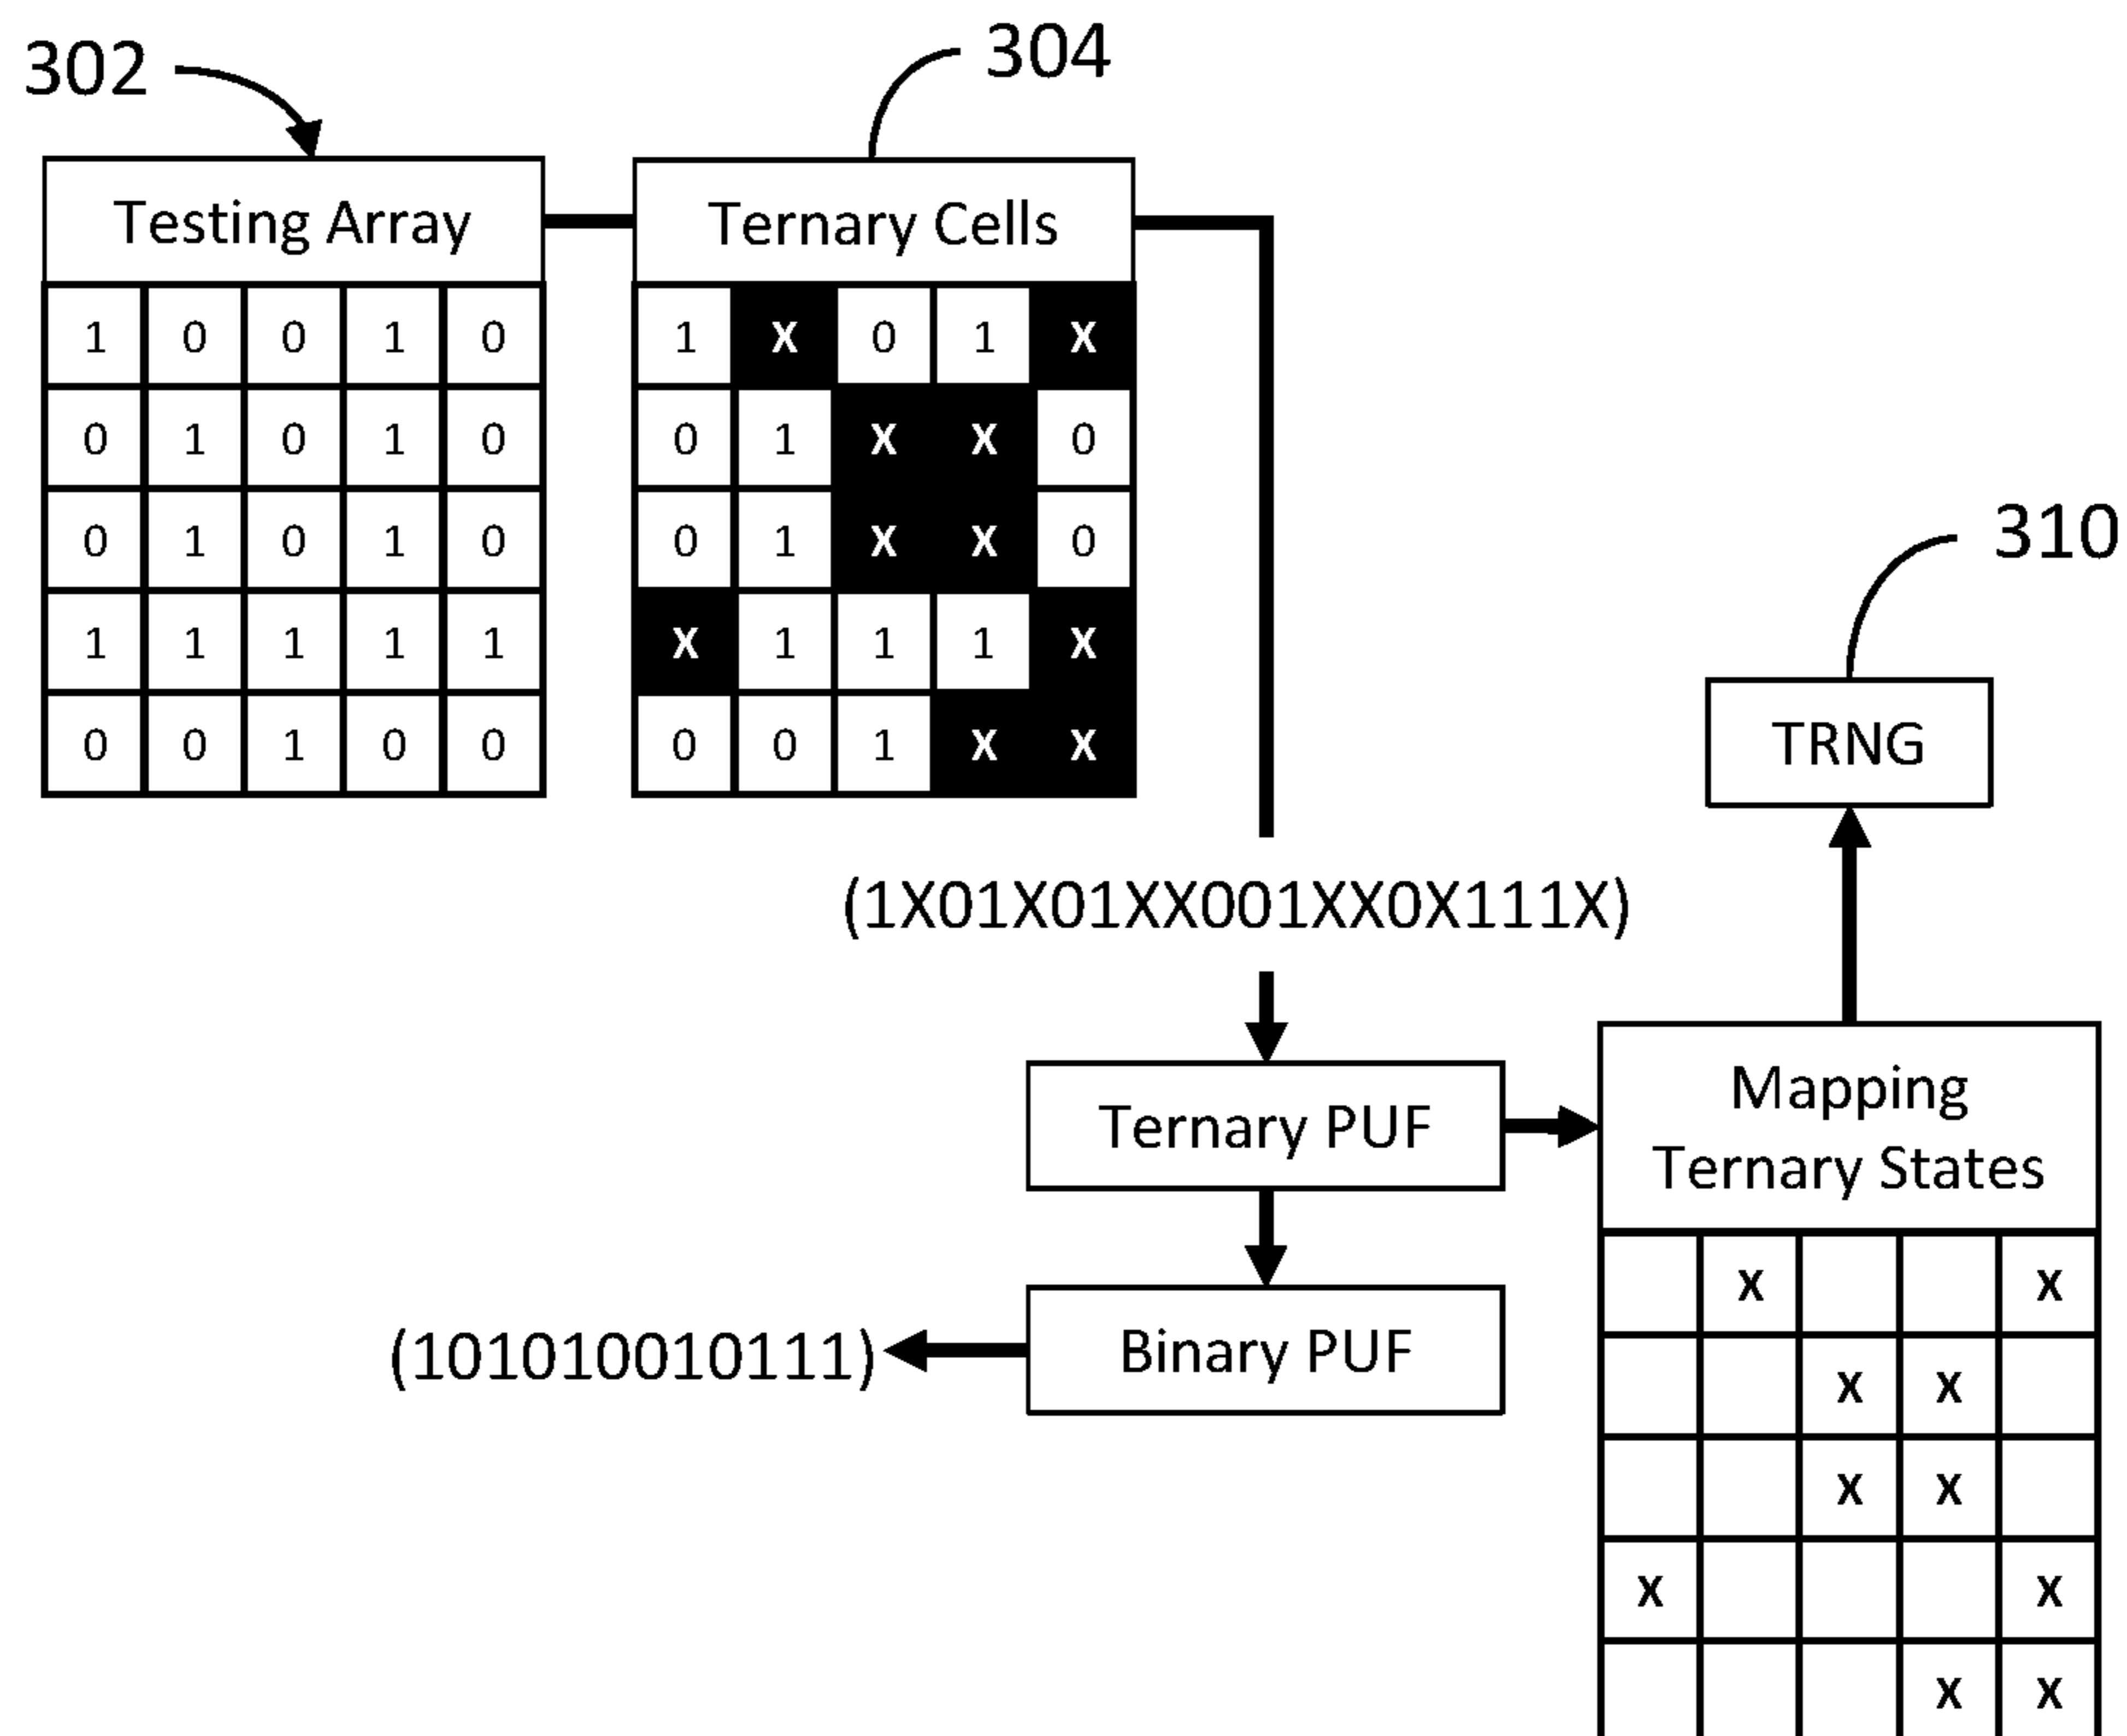 302
304
Testing Array
1 0 0 1 0
0 1 0 1 0
0 1 0 1 0
1 1 1 1 1
0 0 1 0 0
Ternary Cells
1 X 0 1 X
0 1 X X 0
0 1 X X 0
X 1 1 1 X
0 0 1 X X
310
TRNG
(1X01X01XX001XX0X111X)
Ternary PUF
Mapping
Ternary States
X X
X X
X X
X X
X X
Binary PUF
(101010010111)